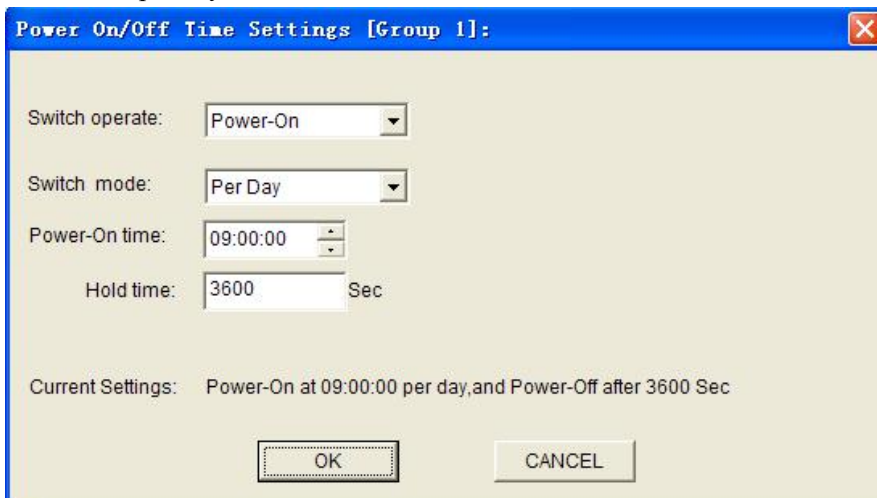 Power On/Off Time Settings [Group 1]:
Switch operate: Power-On
Switch mode: Per Day
Power-On time: 09:00:00
Hold time: 3600 Sec
Current Settings: Power-On at 09:00:00 per day,and Power-Off after 3600 Sec
OK CANCEL